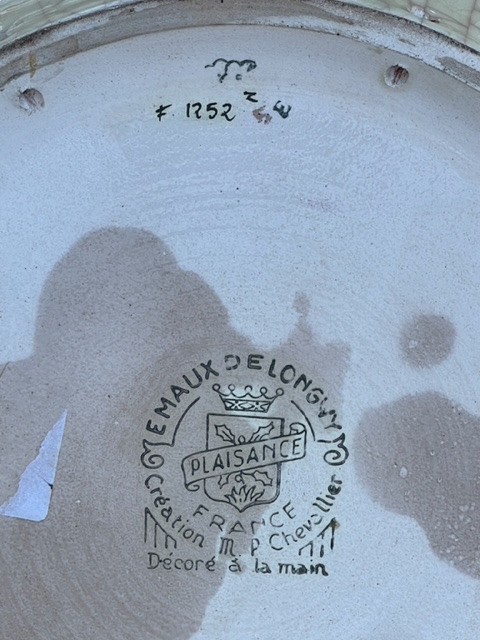 F 1252
EMAUX DE LONGWY
PLAISANCE
FRANCE
Création M. P Chevallier
Décoré à la main